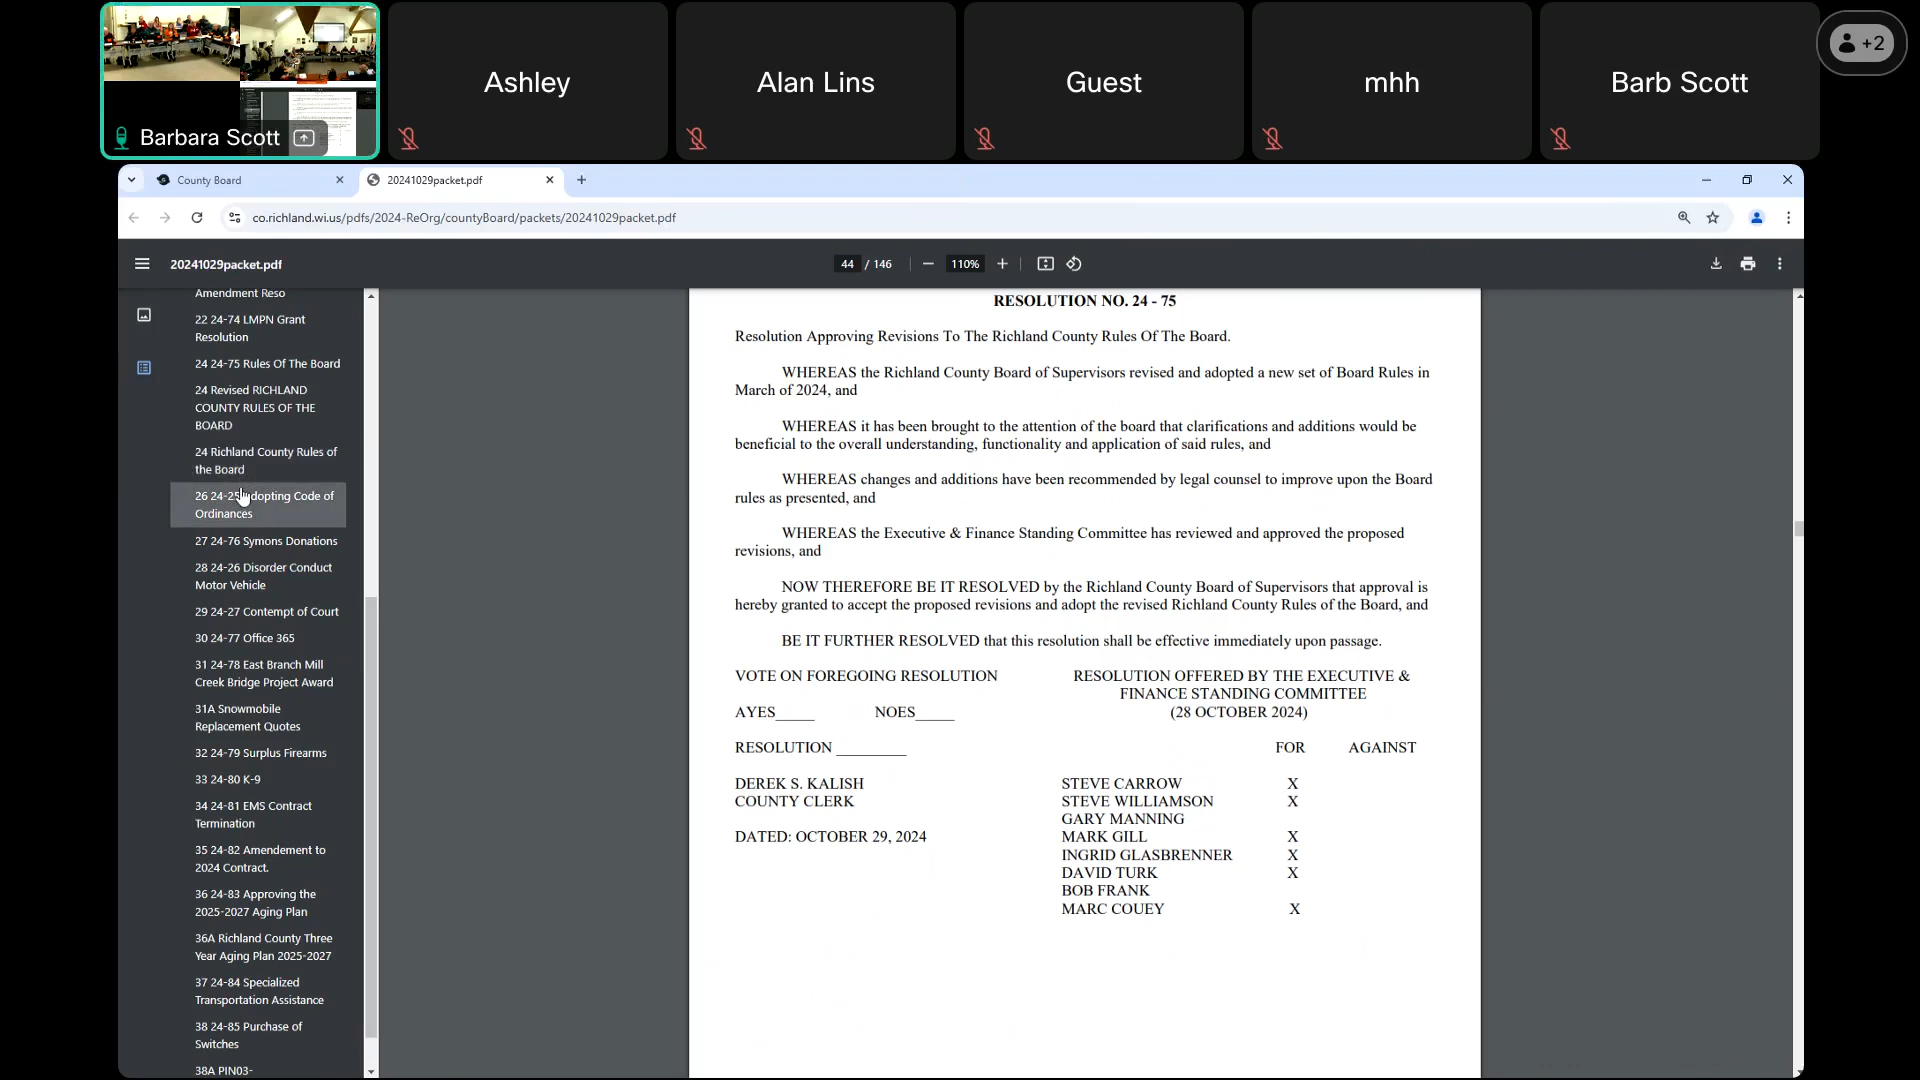 Barbara Scott
Ashley
Alan Lins
Guest
mhh
Barb Scott
+2
County Board
20241029packet.pdf
co.richland.wi.us/pdfs/2024-ReOrg/countyBoard/packets/20241029packet.pdf
20241029packet.pdf
44 / 146
110%
Amendment Reso
22 24-74 LMPN Grant
Resolution
24 24-75 Rules Of The Board
24 Revised RICHLAND
COUNTY RULES OF THE
BOARD
24 Richland County Rules of
the Board
26 24-25 Adopting Code of
Ordinances
27 24-76 Symons Donations
28 24-26 Disorder Conduct
Motor Vehicle
29 24-27 Contempt of Court
30 24-77 Office 365
31 24-78 East Branch Mill
Creek Bridge Project Award
31A Snowmobile
Replacement Quotes
32 24-79 Surplus Firearms
33 24-80 K-9
34 24-81 EMS Contract
Termination
35 24-82 Amendement to
2024 Contract.
36 24-83 Approving the
2025-2027 Aging Plan
36A Richland County Three
Year Aging Plan 2025-2027
37 24-84 Specialized
Transportation Assistance
38 24-85 Purchase of
Switches
38A PIN03-
RESOLUTION NO. 24 - 75
Resolution Approving Revisions To The Richland County Rules Of The Board.
WHEREAS the Richland County Board of Supervisors revised and adopted a new set of Board Rules in
March of 2024, and
WHEREAS it has been brought to the attention of the board that clarifications and additions would be
beneficial to the overall understanding, functionality and application of said rules, and
WHEREAS changes and additions have been recommended by legal counsel to improve upon the Board
rules as presented, and
WHEREAS the Executive & Finance Standing Committee has reviewed and approved the proposed
revisions, and
NOW THEREFORE BE IT RESOLVED by the Richland County Board of Supervisors that approval is
hereby granted to accept the proposed revisions and adopt the revised Richland County Rules of the Board, and
BE IT FURTHER RESOLVED that this resolution shall be effective immediately upon passage.
VOTE ON FOREGOING RESOLUTION
AYES_____ NOES_____
RESOLUTION _________
DEREK S. KALISH
COUNTY CLERK
DATED: OCTOBER 29, 2024
RESOLUTION OFFERED BY THE EXECUTIVE &
FINANCE STANDING COMMITTEE
(28 OCTOBER 2024)
FOR AGAINST
STEVE CARROW X
STEVE WILLIAMSON X
GARY MANNING
MARK GILL X
INGRID GLASBRENNER X
DAVID TURK X
BOB FRANK
MARC COUEY X